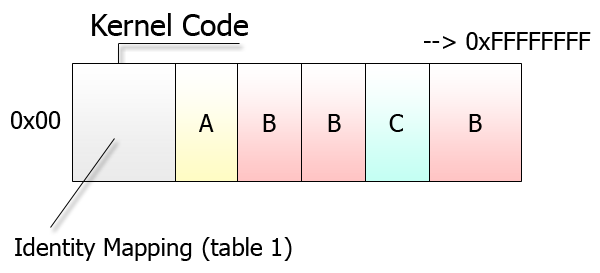 Kernel Code
--> 0xFFFFFFFF
0x00
A B B C B
Identity Mapping (table 1)